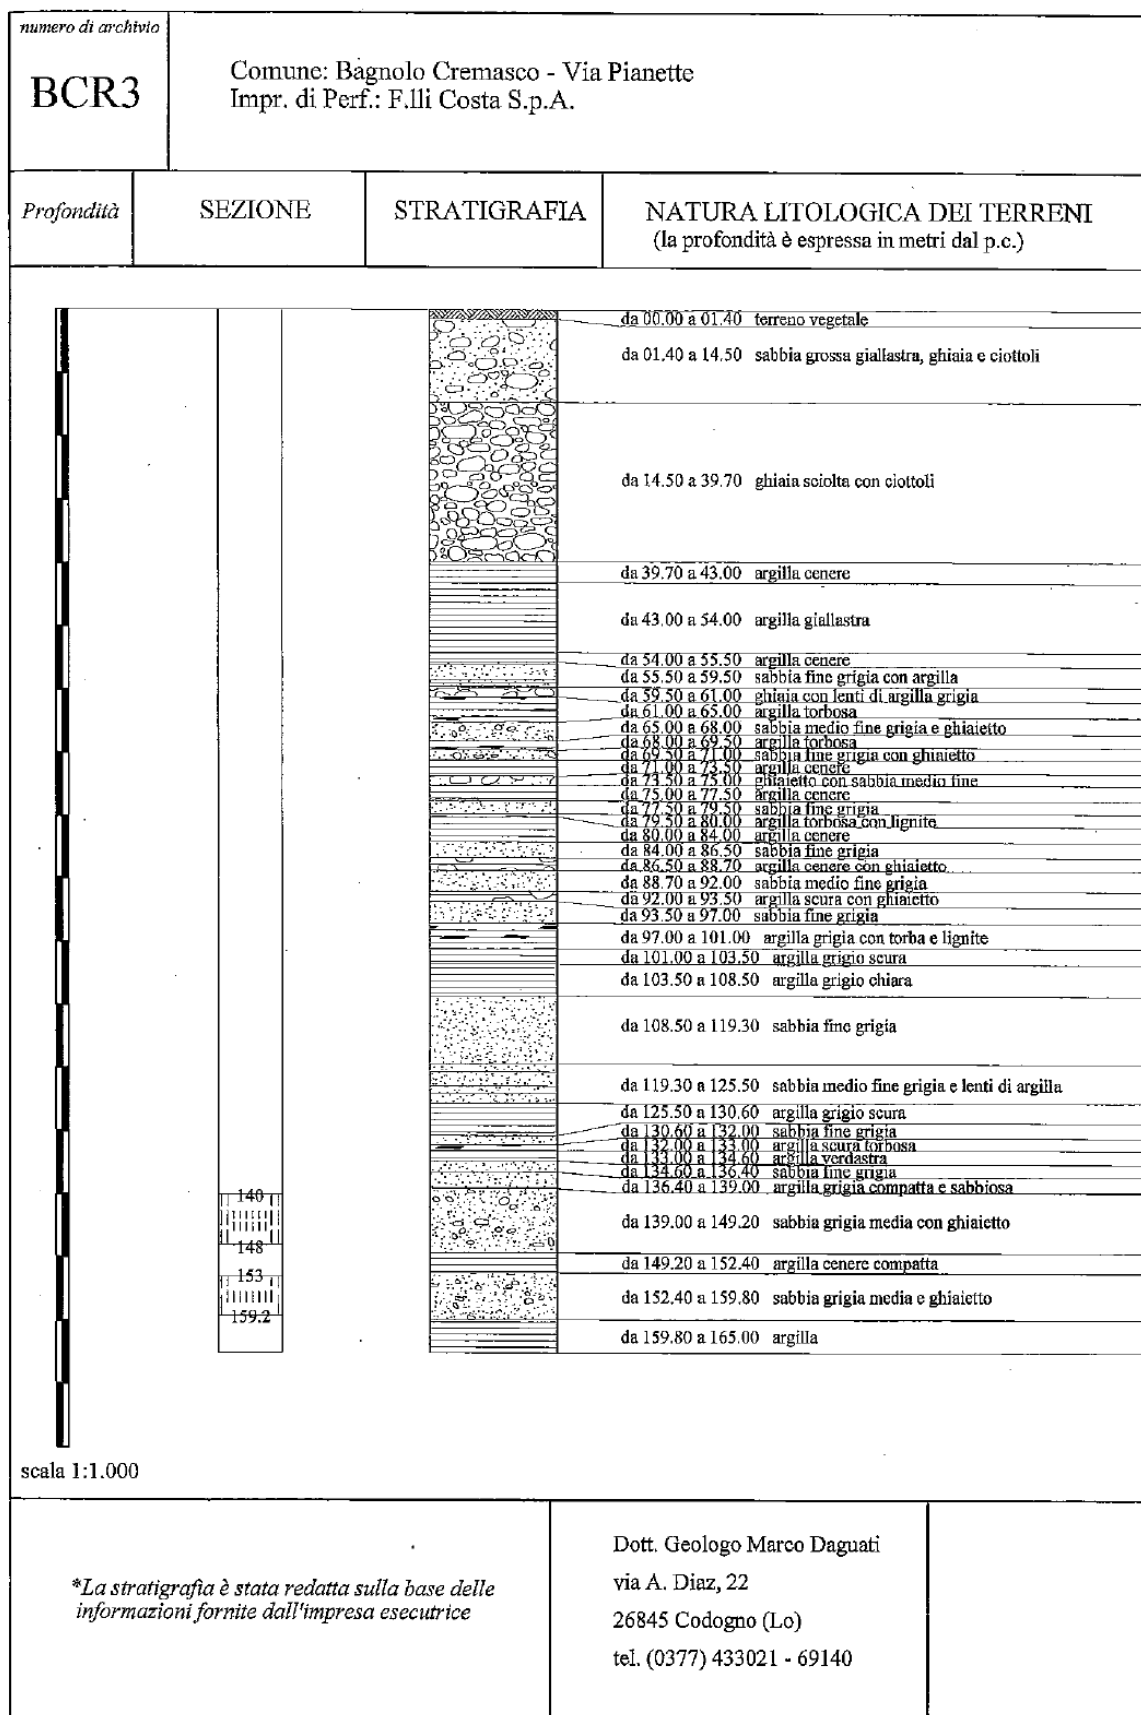 numero di archivio
BCR3
Comune: Bagnolo Cremasco - Via Pianette
Impr. di Perf.: F.lli Costa S.p.A.
Profondità
SEZIONE
STRATIGRAFIA
NATURA LITOLOGICA DEI TERRENI
(la profondità è espressa in metri dal p.c.)
da 00.00 a 01.40 terreno vegetale
da 01.40 a 14.50 sabbia grossa giallastra, ghiaia e ciottoli
da 14.50 a 39.70 ghiaia sciolta con ciottoli
da 39.70 a 43.00 argilla cenere
da 43.00 a 54.00 argilla giallastra
da 54.00 a 55.50 argilla cenere
da 55.50 a 59.50 sabbia fine grigia con argilla
da 59.50 a 61.00 ghiaia con lenti di argilla grigia
da 61.00 a 65.00 argilla torbosa
da 65.00 a 68.00 sabbia medio fine grigia e ghiaietto
da 68.00 a 69.50 argilla torbosa
da 69.50 a 71.00 sabbia fine grigia con ghiaietto
da 71.00 a 73.50 argilla cenere
da 73.50 a 75.00 ghiaietto con sabbia medio fine
da 75.00 a 77.50 argilla cenere
da 77.50 a 79.50 sabbia fine grigia
da 79.50 a 80.00 argilla torbosa con lignite
da 80.00 a 84.00 argilla cenere
da 84.00 a 86.50 sabbia fine grigia
da 86.50 a 88.70 argilla cenere con ghiaietto
da 88.70 a 92.00 sabbia medio fine grigia
da 92.00 a 93.50 argilla scura con ghiaietto
da 93.50 a 97.00 sabbia fine grigia
da 97.00 a 101.00 argilla grigia con torba e lignite
da 101.00 a 103.50 argilla grigio scura
da 103.50 a 108.50 argilla grigio chiara
da 108.50 a 119.30 sabbia fine grigia
da 119.30 a 125.50 sabbia medio fine grigia e lenti di argilla
da 125.50 a 130.60 argilla grigio scura
da 130.60 a 132.00 sabbia fine grigia
da 132.00 a 133.00 argilla scura torbosa
da 133.00 a 134.60 argilla verdastra
da 134.60 a 136.40 sabbia fine grigia
da 136.40 a 139.00 argilla grigia compatta e sabbiosa
140
da 139.00 a 149.20 sabbia grigia media con ghiaietto
148
da 149.20 a 152.40 argilla cenere compatta
153
da 152.40 a 159.80 sabbia grigia media e ghiaietto
159.2
da 159.80 a 165.00 argilla
scala 1:1.000
*La stratigrafia è stata redatta sulla base delle
informazioni fornite dall'impresa esecutrice
Dott. Geologo Marco Daguati
via A. Diaz, 22
26845 Codogno (Lo)
tel. (0377) 433021 - 69140